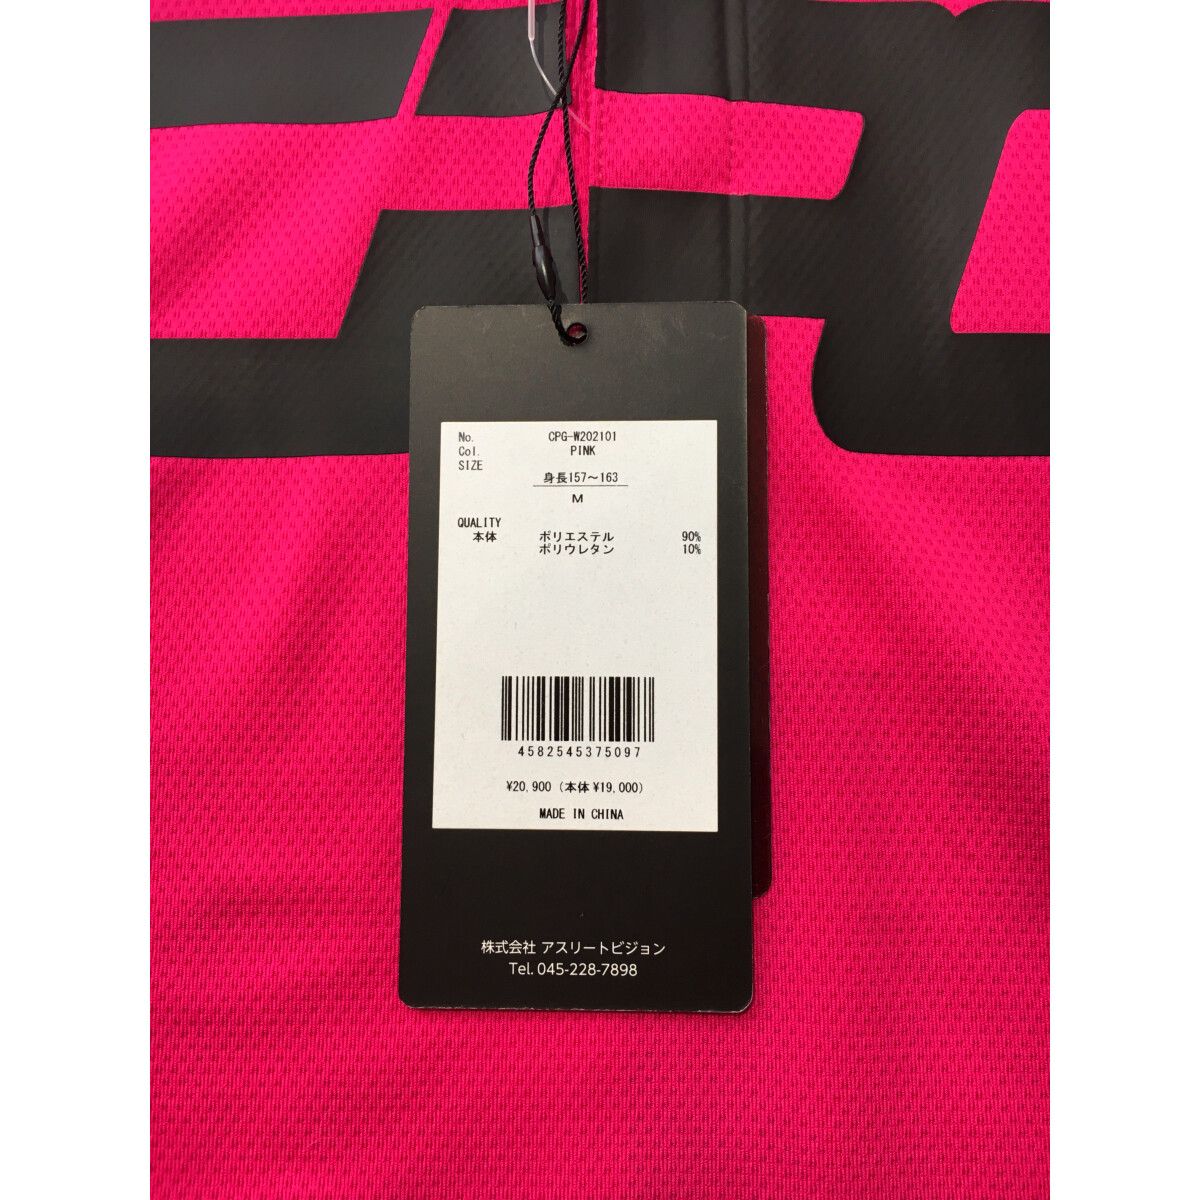 No. CPG-W202101
Col. PINK
SIZE
身長157〜163
M
QUALITY
本体 ポリエステル 90%
ポリウレタン 10%
4582545375097
¥20,900 (本体 ¥19,000)
MADE IN CHINA
株式会社 アスリートビジョン
Tel. 045-228-7898